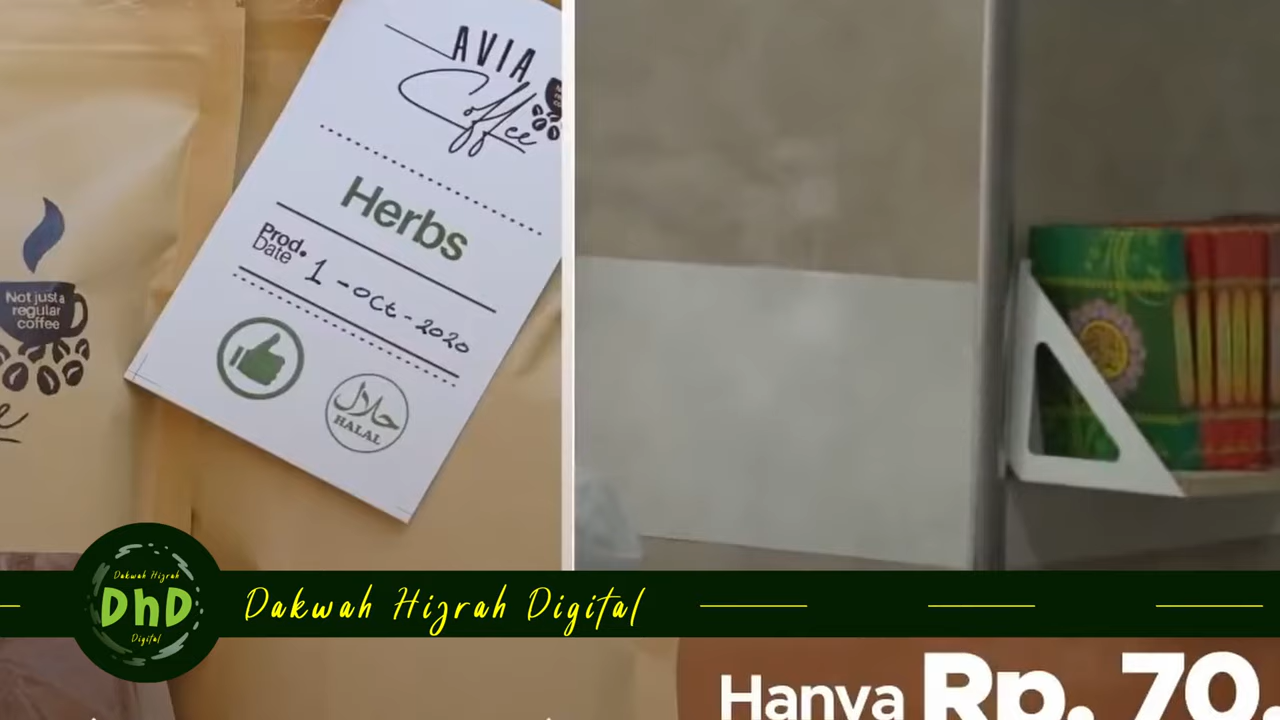 AVIA
Coffee
Herbs
Prod.
Date
1-Oct-2020
حلال
HALAL
Not just a
regular
coffee
Dakwah Hijrah
DhD
Digital
Dakwah Hijrah Digital
Hanya Rp. 70.